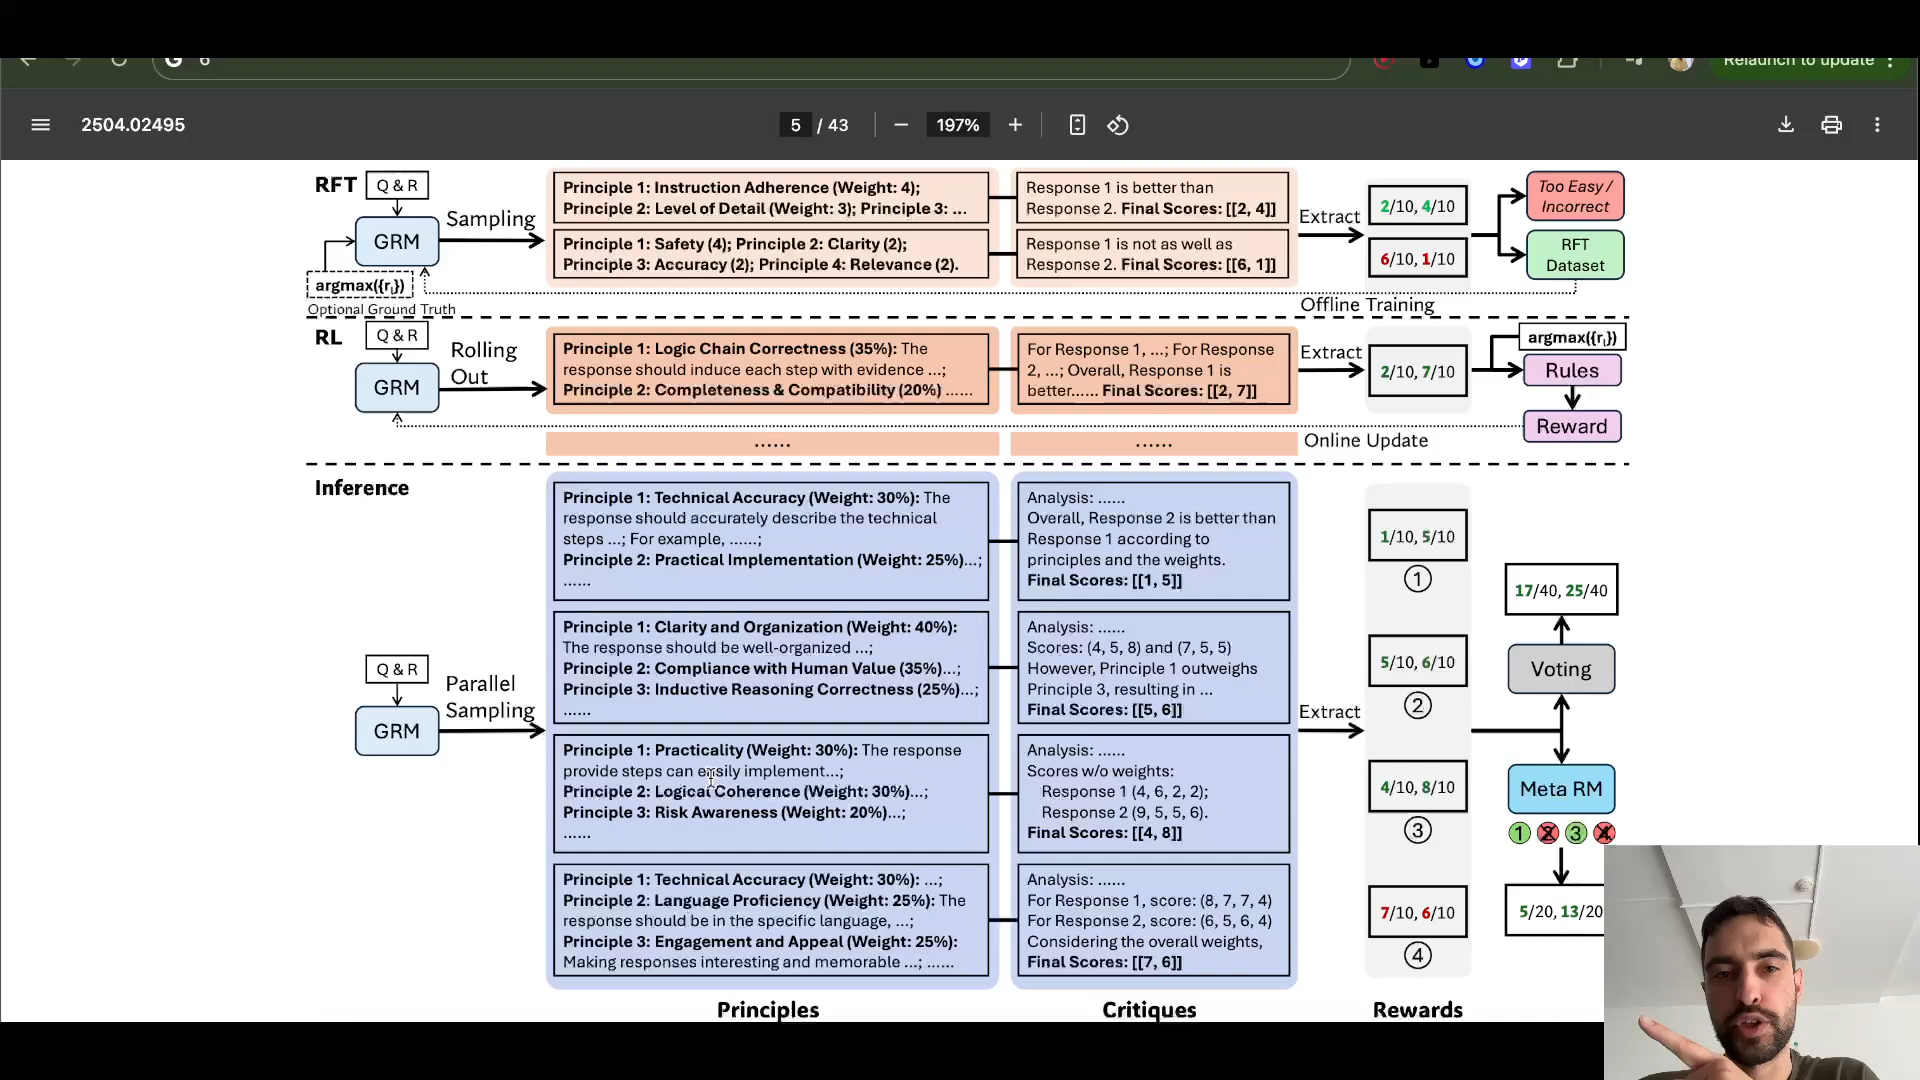 Relaunch to update
2504.02495
5 / 43
197%
RFT
Q & R
GRM
argmax({rᵢ})
Optional Ground Truth
Sampling
Principle 1: Instruction Adherence (Weight: 4);
Principle 2: Level of Detail (Weight: 3); Principle 3: ...
Principle 1: Safety (4); Principle 2: Clarity (2);
Principle 3: Accuracy (2); Principle 4: Relevance (2).
Response 1 is better than
Response 2. Final Scores: [[2, 4]]
Response 1 is not as well as
Response 2. Final Scores: [[6, 1]]
Extract
2/10, 4/10
6/10, 1/10
Too Easy /
Incorrect
RFT
Dataset
Offline Training
RL
Q & R
GRM
Rolling
Out
Principle 1: Logic Chain Correctness (35%): The
response should induce each step with evidence ...;
Principle 2: Completeness & Compatibility (20%) ......
For Response 1, ...; For Response
2, ...; Overall, Response 1 is
better...... Final Scores: [[2, 7]]
Extract
2/10, 7/10
argmax({rᵢ})
Rules
Reward
......
......
Online Update
Inference
Q & R
GRM
Parallel
Sampling
Principle 1: Technical Accuracy (Weight: 30%): The
response should accurately describe the technical
steps ...; For example, ......;
Principle 2: Practical Implementation (Weight: 25%)...;
......
Analysis: ......
Overall, Response 2 is better than
Response 1 according to
principles and the weights.
Final Scores: [[1, 5]]
1/10, 5/10
1
Principle 1: Clarity and Organization (Weight: 40%):
The response should be well-organized ...;
Principle 2: Compliance with Human Value (35%)...;
Principle 3: Inductive Reasoning Correctness (25%)...;
......
Analysis: ......
Scores: (4, 5, 8) and (7, 5, 5)
However, Principle 1 outweighs
Principle 3, resulting in ...
Final Scores: [[5, 6]]
5/10, 6/10
2
Principle 1: Practicality (Weight: 30%): The response
provide steps can easily implement...;
Principle 2: Logical Coherence (Weight: 30%)...;
Principle 3: Risk Awareness (Weight: 20%)...;
......
Analysis: ......
Scores w/o weights:
Response 1 (4, 6, 2, 2);
Response 2 (9, 5, 5, 6).
Final Scores: [[4, 8]]
4/10, 8/10
3
Principle 1: Technical Accuracy (Weight: 30%): ...;
Principle 2: Language Proficiency (Weight: 25%): The
response should be in the specific language, ...;
Principle 3: Engagement and Appeal (Weight: 25%):
Making responses interesting and memorable ...; ......
Analysis: ......
For Response 1, score: (8, 7, 7, 4)
For Response 2, score: (6, 5, 6, 4)
Considering the overall weights,
Final Scores: [[7, 6]]
7/10, 6/10
4
Extract
17/40, 25/40
Voting
Meta RM
1 2 3 4
5/20, 13/20
Principles
Critiques
Rewards